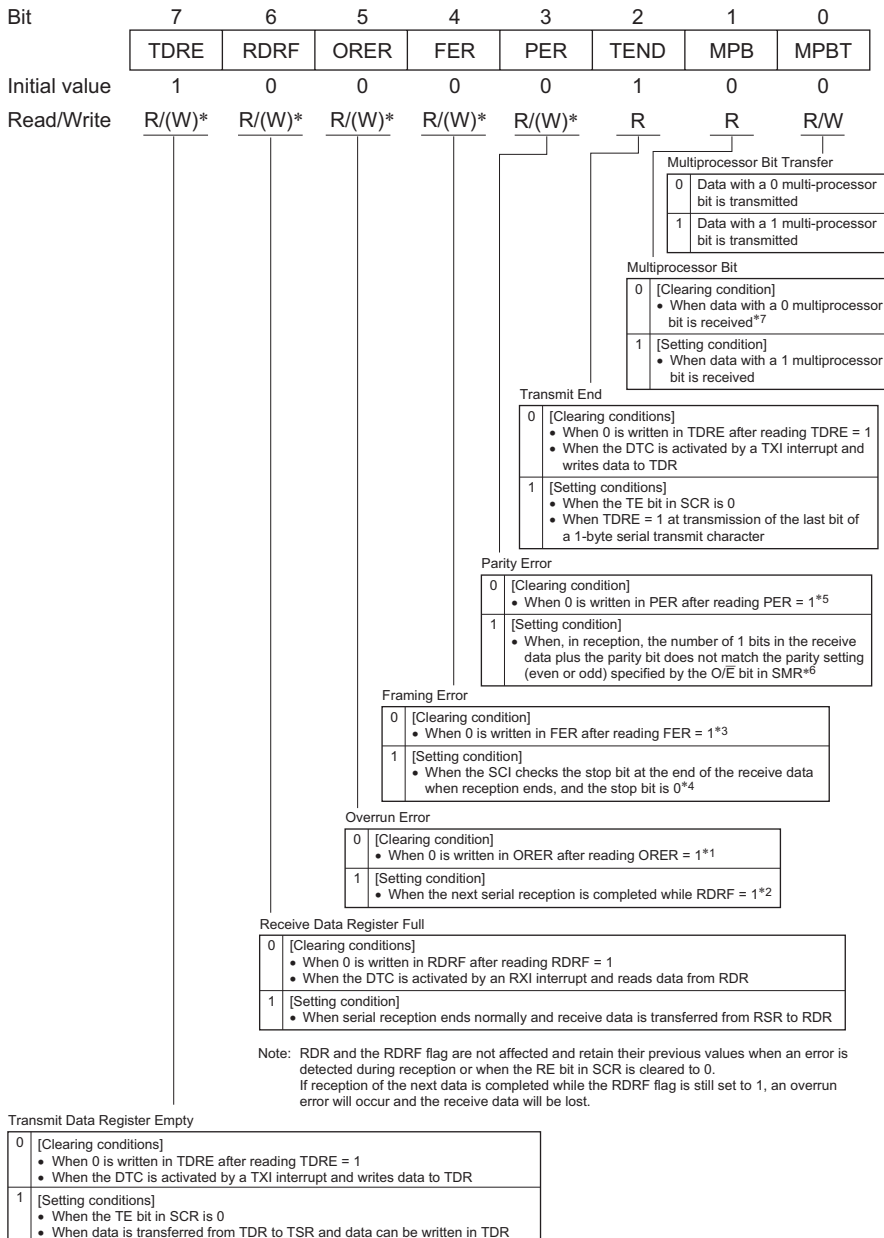 Bit 7 6 5 4 3 2 1 0
TDRE RDRF ORER FER PER TEND MPB MPBT
Initial value 1 0 0 0 0 1 0 0
Read/Write R/(W)* R/(W)* R/(W)* R/(W)* R/(W)* R R R/W
Multiprocessor Bit Transfer
0 Data with a 0 multi-processor
bit is transmitted
1 Data with a 1 multi-processor
bit is transmitted
Multiprocessor Bit
0 [Clearing condition]
• When data with a 0 multiprocessor
bit is received*7
1 [Setting condition]
• When data with a 1 multiprocessor
bit is received
Transmit End
0 [Clearing conditions]
• When 0 is written in TDRE after reading TDRE = 1
• When the DTC is activated by a TXI interrupt and
writes data to TDR
1 [Setting conditions]
• When the TE bit in SCR is 0
• When TDRE = 1 at transmission of the last bit of
a 1-byte serial transmit character
Parity Error
0 [Clearing condition]
• When 0 is written in PER after reading PER = 1*5
1 [Setting condition]
• When, in reception, the number of 1 bits in the receive
data plus the parity bit does not match the parity setting
(even or odd) specified by the O/E̅ bit in SMR*6
Framing Error
0 [Clearing condition]
• When 0 is written in FER after reading FER = 1*3
1 [Setting condition]
• When the SCI checks the stop bit at the end of the receive data
when reception ends, and the stop bit is 0*4
Overrun Error
0 [Clearing condition]
• When 0 is written in ORER after reading ORER = 1*1
1 [Setting condition]
• When the next serial reception is completed while RDRF = 1*2
Receive Data Register Full
0 [Clearing conditions]
• When 0 is written in RDRF after reading RDRF = 1
• When the DTC is activated by an RXI interrupt and reads data from RDR
1 [Setting condition]
• When serial reception ends normally and receive data is transferred from RSR to RDR
Note: RDR and the RDRF flag are not affected and retain their previous values when an error is
detected during reception or when the RE bit in SCR is cleared to 0.
If reception of the next data is completed while the RDRF flag is still set to 1, an overrun
error will occur and the receive data will be lost.
Transmit Data Register Empty
0 [Clearing conditions]
• When 0 is written in TDRE after reading TDRE = 1
• When the DTC is activated by a TXI interrupt and writes data to TDR
1 [Setting conditions]
• When the TE bit in SCR is 0
• When data is transferred from TDR to TSR and data can be written in TDR